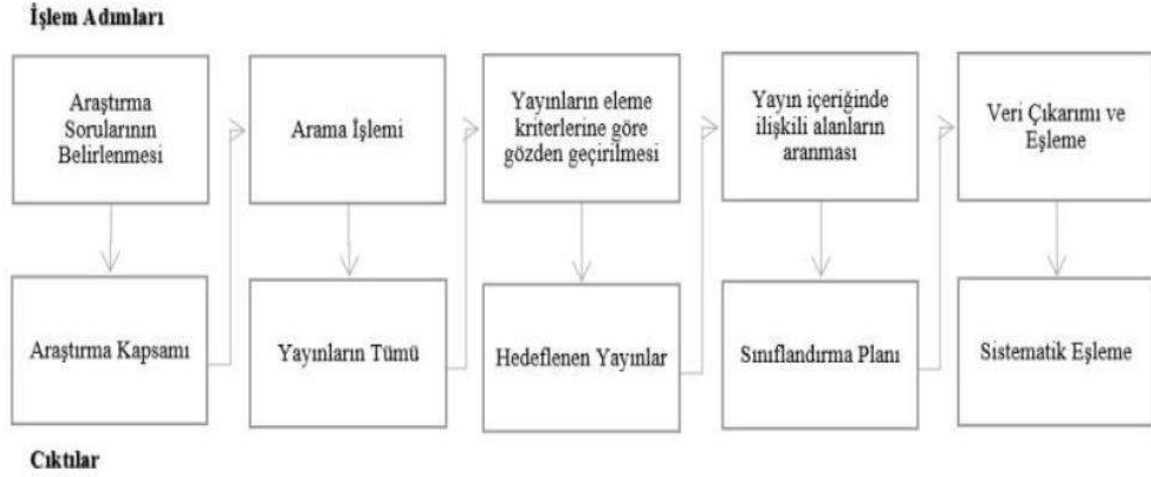 İşlem Adımları
Araştırma
Sorularının
Belirlenmesi
Arama İşlemi
Yayınların eleme
kriterlerine göre
gözden geçirilmesi
Yayın içeriğinde
ilişkili alanların
aranması
Veri Çıkarımı ve
Eşleme
Araştırma Kapsamı
Yayınların Tümü
Hedeflenen Yayınlar
Sınıflandırma Planı
Sistematik Eşleme
Cıktılar